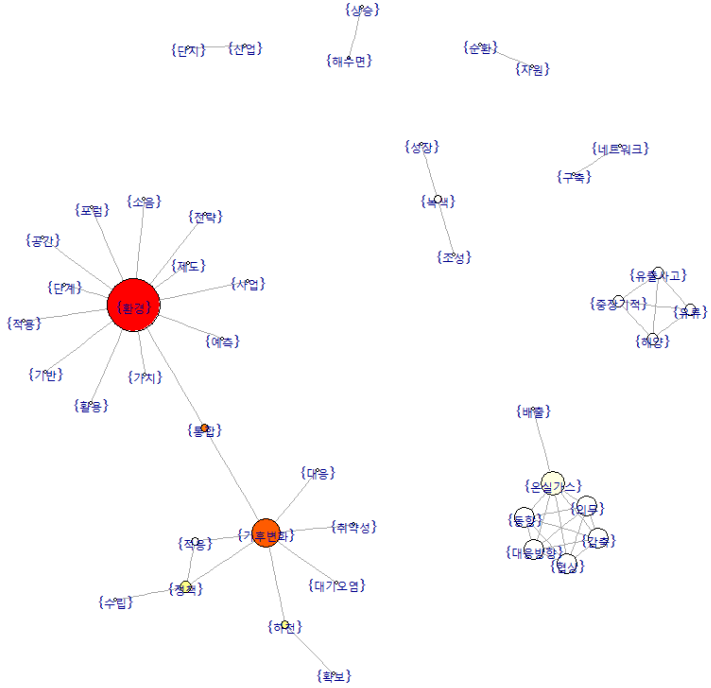 {상승}
{단지}
{산업}
{해수면}
{순환}
{자원}
{성장}
{네트워크}
{구축}
{녹색}
{조성}
{포럼}
{소음}
{전략}
{공간}
{제도}
{단계}
{사업}
{환경}
{적응}
{예측}
{기반}
{가치}
{활용}
{통합}
{유출사고}
{중장기적}
{유류}
{해양}
{배출}
{온실가스}
{의무}
{동향}
{감축}
{대응방향}
{협상}
{대응}
{취약성}
{기후변화}
{적응}
{정책}
{대기오염}
{수립}
{하천}
{확보}